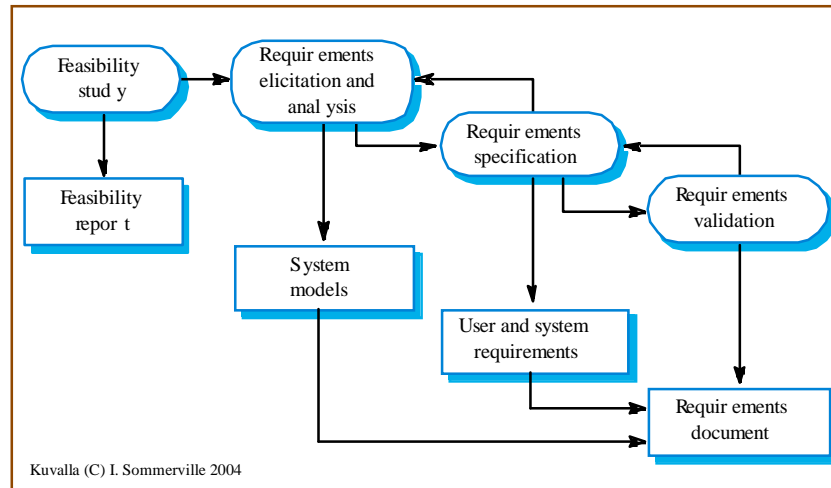 Feasibility
stud y
Requir ements
elicitation and
anal ysis
Requir ements
specification
Requir ements
validation
Feasibility
repor t
System
models
User and system
requirements
Requir ements
document
Kuvalla (C) I. Sommerville 2004